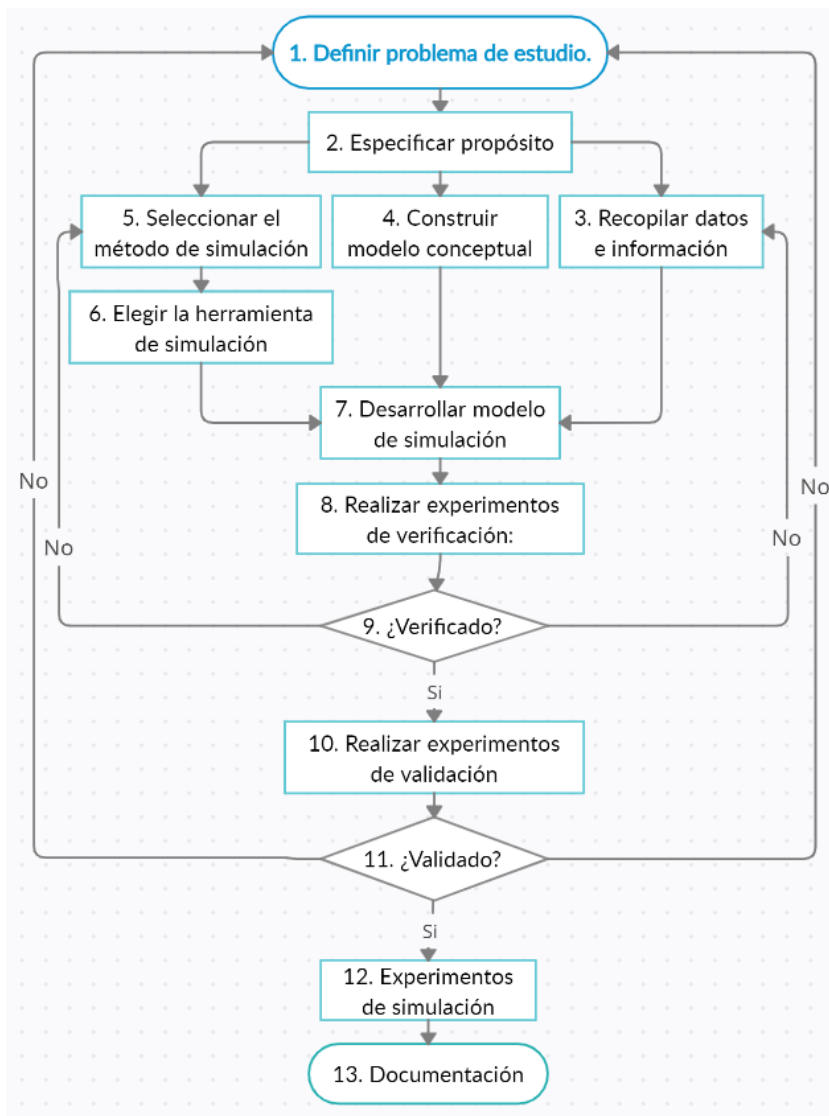 1. Definir problema de estudio.
2. Especificar propósito
5. Seleccionar el
método de simulación
4. Construir
modelo conceptual
3. Recopilar datos
e información
6. Elegir la herramienta
de simulación
7. Desarrollar modelo
de simulación
No
No
8. Realizar experimentos
de verificación:
No
No
9. ¿Verificado?
Si
10. Realizar experimentos
de validación
11. ¿Validado?
Si
12. Experimentos
de simulación
13. Documentación